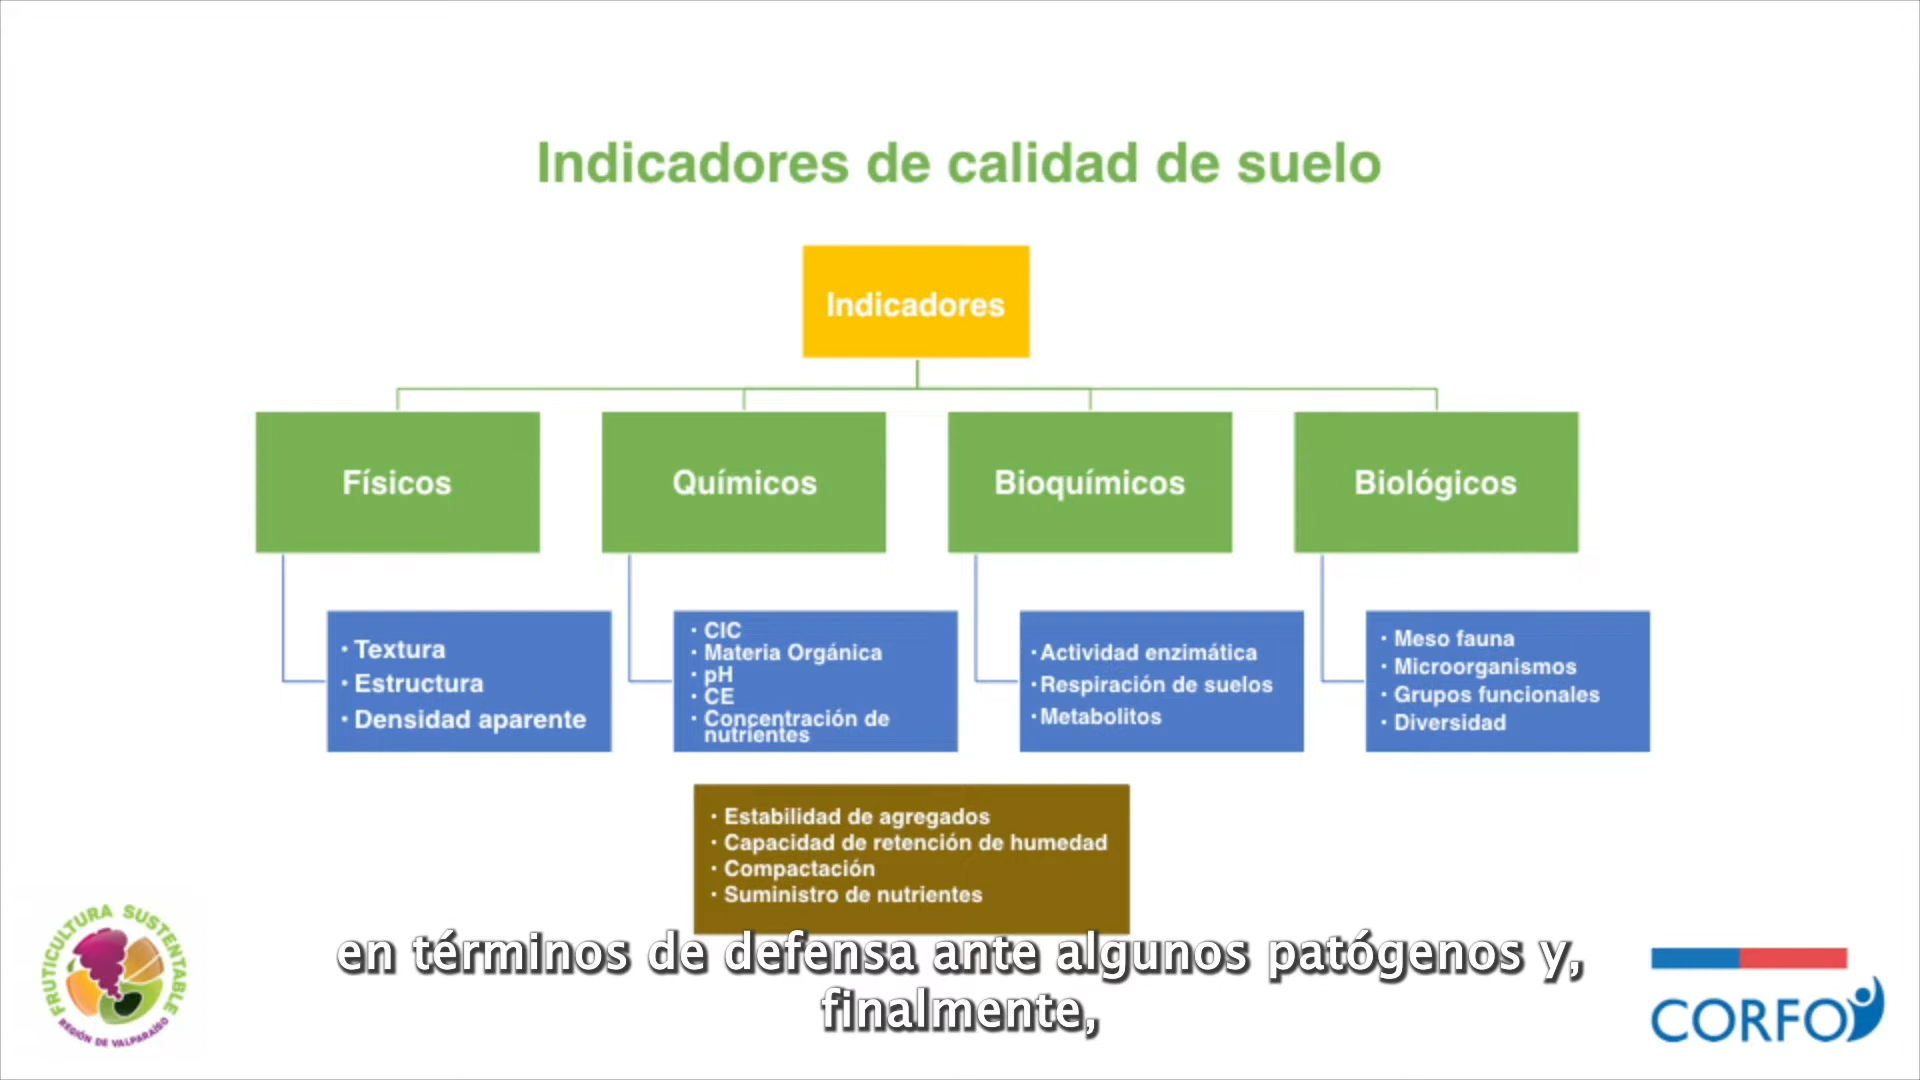 Indicadores de calidad de suelo
Indicadores
Físicos
Químicos
Bioquímicos
Biológicos
· Textura
· Estructura
· Densidad aparente
· CIC
· Materia Orgánica
· pH
· CE
· Concentración de
nutrientes
· Actividad enzimática
· Respiración de suelos
· Metabolitos
· Meso fauna
· Microorganismos
· Grupos funcionales
· Diversidad
· Estabilidad de agregados
· Capacidad de retención de humedad
· Compactación
· Suministro de nutrientes
en términos de defensa ante algunos patógenos y,
finalmente,
FRUTICULTURA SUSTENTABLE
REGIÓN DE VALPARAÍSO
CORFO